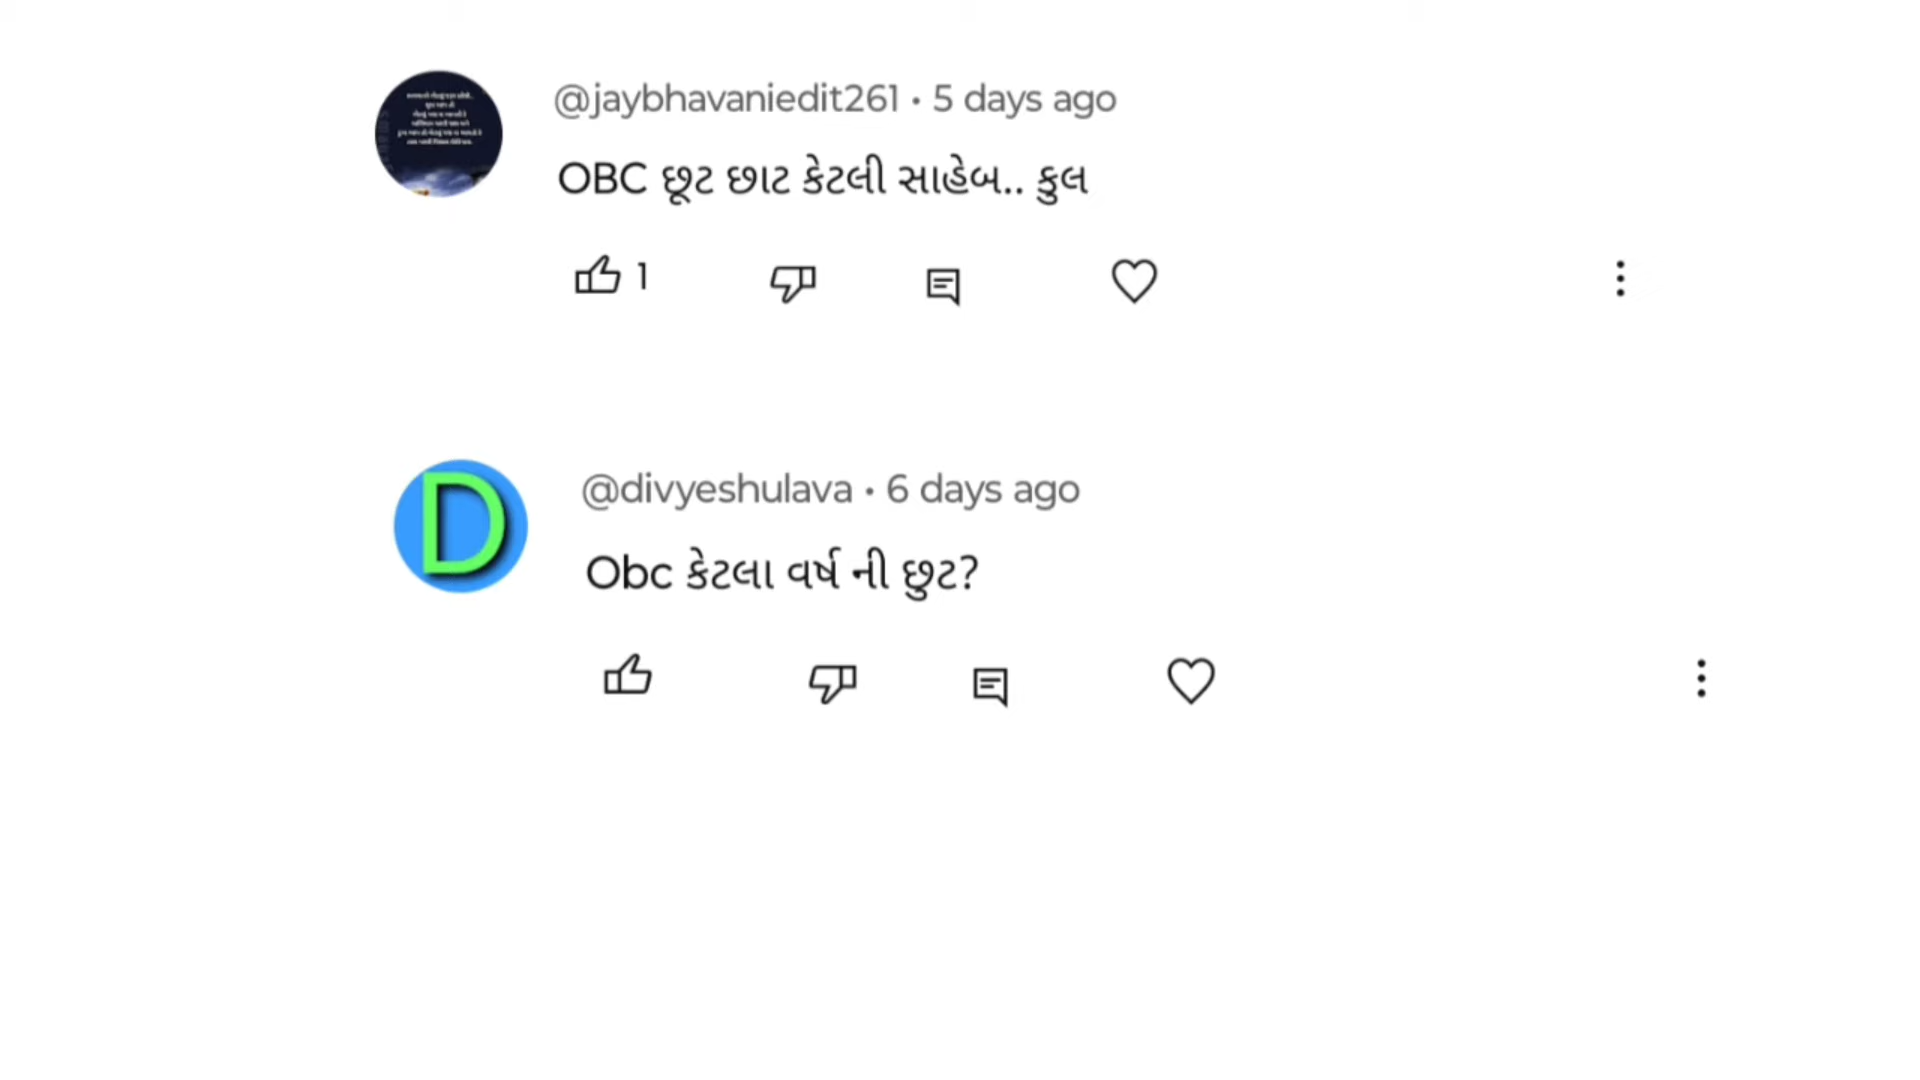 @jaybhavaniedit261 • 5 days ago
OBC છૂટ છાટ કેટલી સાહેબ.. કુલ
1
D
@divyeshulava • 6 days ago
Obc કેટલા વર્ષ ની છુટ?